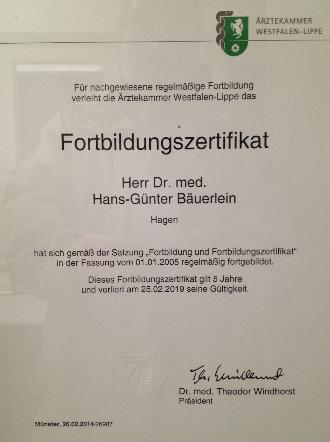 ÄRZTEKAMMER
WESTFALEN-LIPPE
Für nachgewiesene regelmäßige Fortbildung
verleiht die Ärztekammer Westfalen-Lippe das
Fortbildungszertifikat
Herr Dr. med.
Hans-Günter Bäuerlein
Hagen
hat sich gemäß der Satzung „Fortbildung und Fortbildungszertifikat“
in der Fassung vom 01.01.2005 regelmäßig fortgebildet.
Dieses Fortbildungszertifikat gilt 5 Jahre
und verliert am 25.02.2019 seine Gültigkeit.
Dr. med. Theodor Windhorst
Präsident
Münster, 26.02.2014/26987